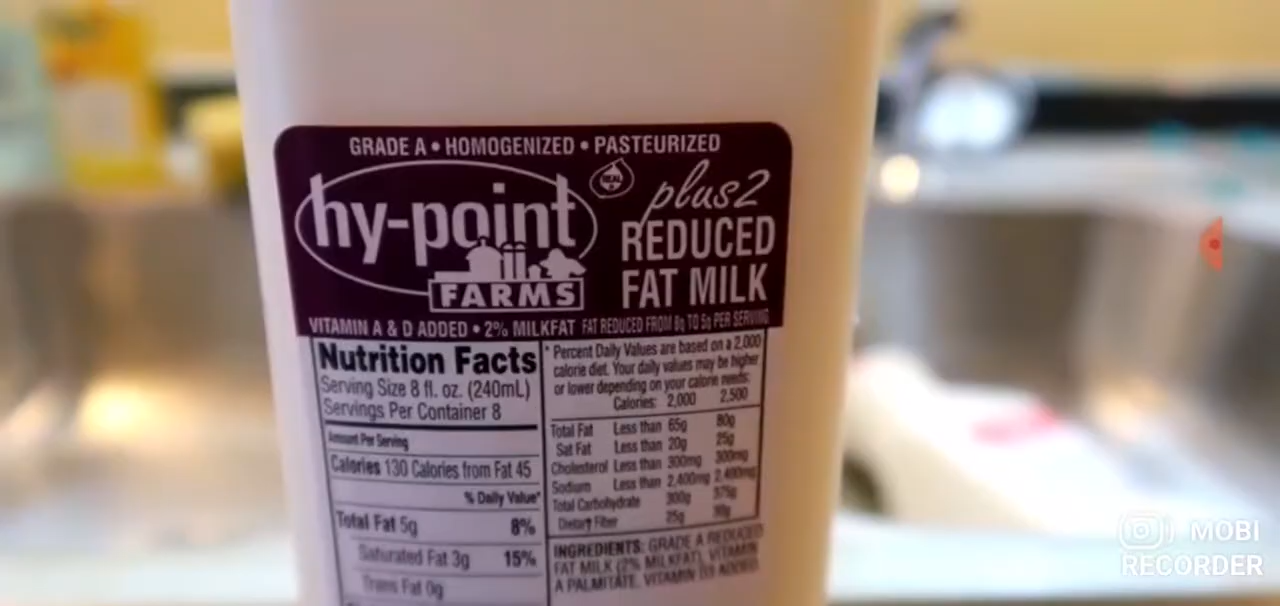 GRADE A • HOMOGENIZED • PASTEURIZED
hy-point
FARMS
REAL
plus2
REDUCED
FAT MILK
VITAMIN A & D ADDED • 2% MILKFAT FAT REDUCED FROM 8g TO 5g PER SERVING
Nutrition Facts
Serving Size 8 fl. oz. (240mL)
Servings Per Container 8
Amount Per Serving
Calories 130 Calories from Fat 45
% Daily Value*
Total Fat 5g 8%
Saturated Fat 3g 15%
Trans Fat 0g
* Percent Daily Values are based on a 2,000
calorie diet. Your daily values may be higher
or lower depending on your calorie needs:
Calories: 2,000 2,500
Total Fat Less than 65g 80g
Sat Fat Less than 20g 25g
Cholesterol Less than 300mg 300mg
Sodium Less than 2,400mg 2,400mg
Total Carbohydrate 300g 375g
Dietary Fiber 25g
INGREDIENTS: GRADE A REDUCED
FAT MILK (2% MILKFAT), VITAMIN
A PALMITATE, VITAMIN D3 ADDED.
MOBI
RECORDER